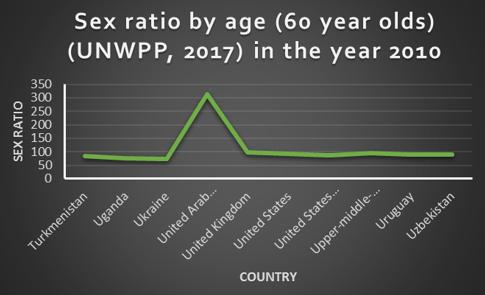 Sex ratio by age (60 year olds)
(UNWPP, 2017) in the year 2010
350
300
250
200
150
100
50
0
SEX RATIO
Turkmenistan
Uganda
Ukraine
United Arab...
United Kingdom
United States
United States...
Upper-middle-...
Uruguay
Uzbekistan
COUNTRY